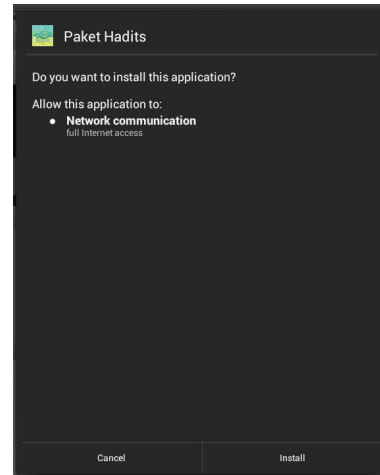 Paket Hadits
Do you want to install this application?
Allow this application to:
● Network communication
full Internet access
Cancel
Install